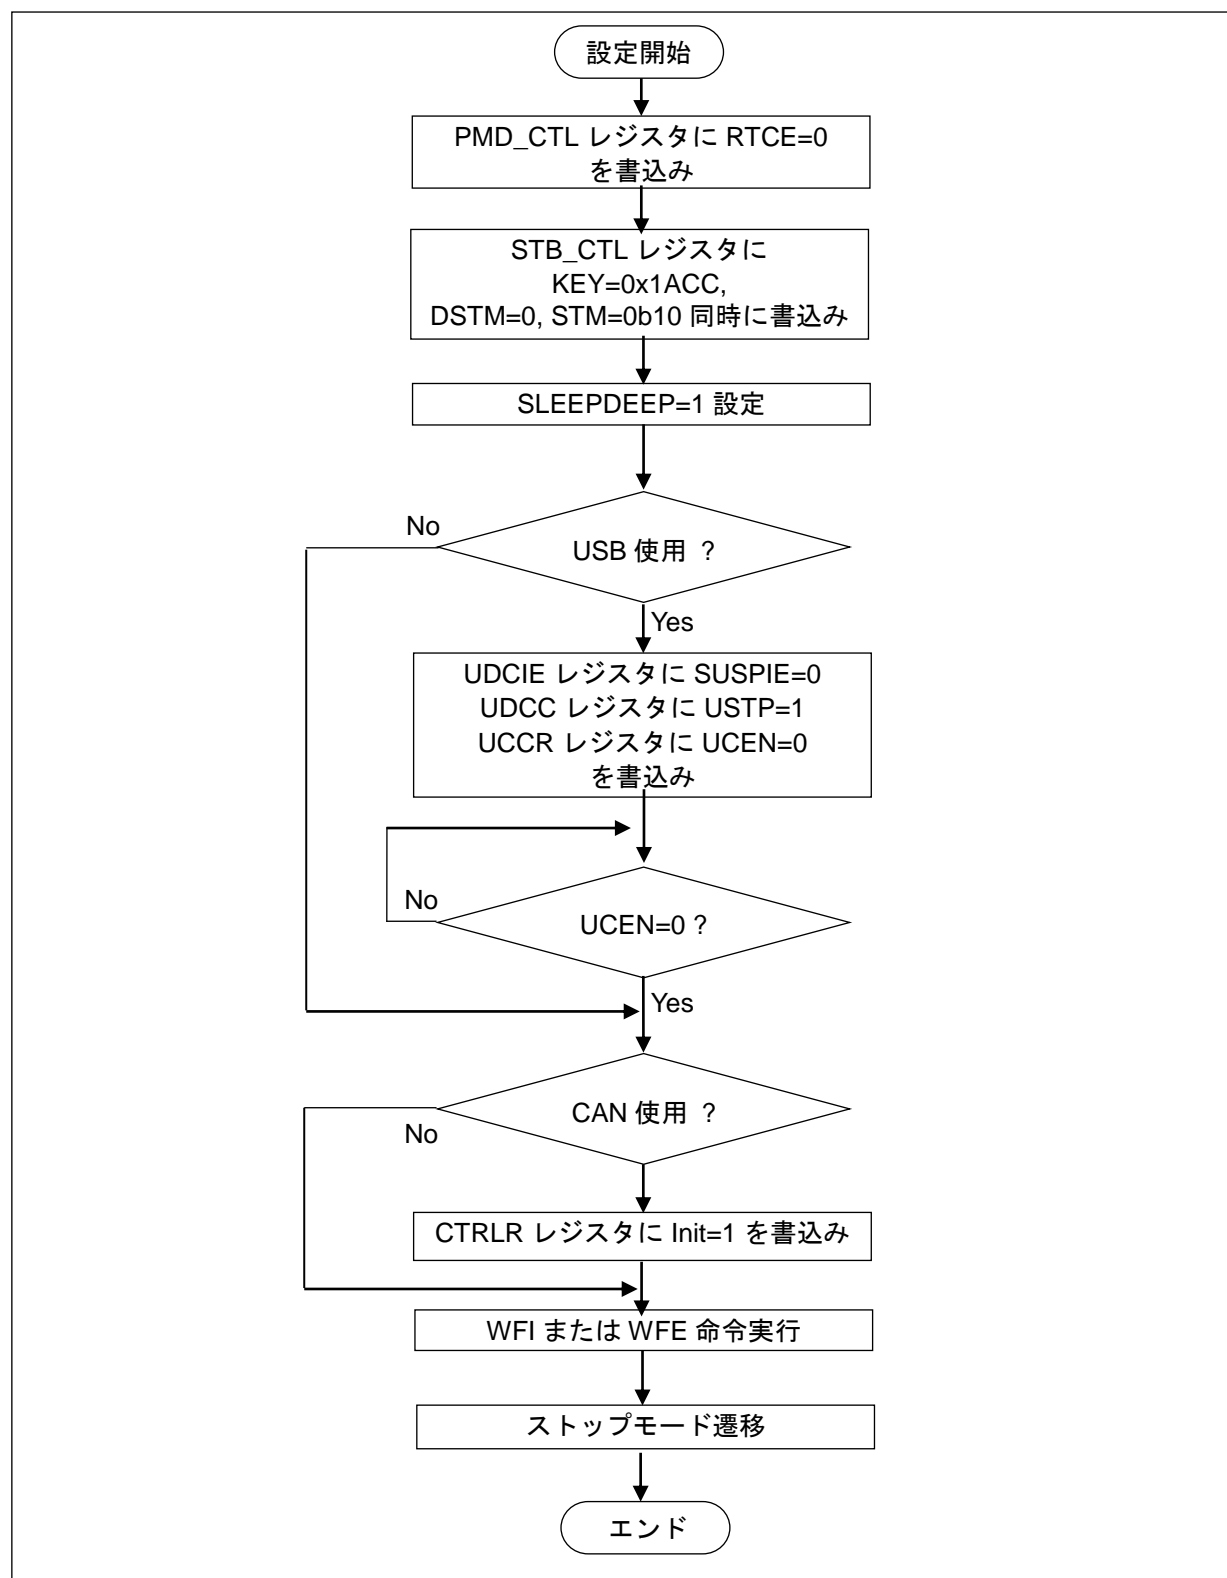 設定開始
PMD_CTL レジスタに RTCE=0
を書込み
STB_CTL レジスタに
KEY=0x1ACC,
DSTM=0, STM=0b10 同時に書込み
SLEEPDEEP=1 設定
No
USB 使用 ?
Yes
UDCIE レジスタに SUSPIE=0
UDCC レジスタに USTP=1
UCCR レジスタに UCEN=0
を書込み
No
UCEN=0 ?
Yes
CAN 使用 ?
No
CTRLR レジスタに Init=1 を書込み
WFI または WFE 命令実行
ストップモード遷移
エンド